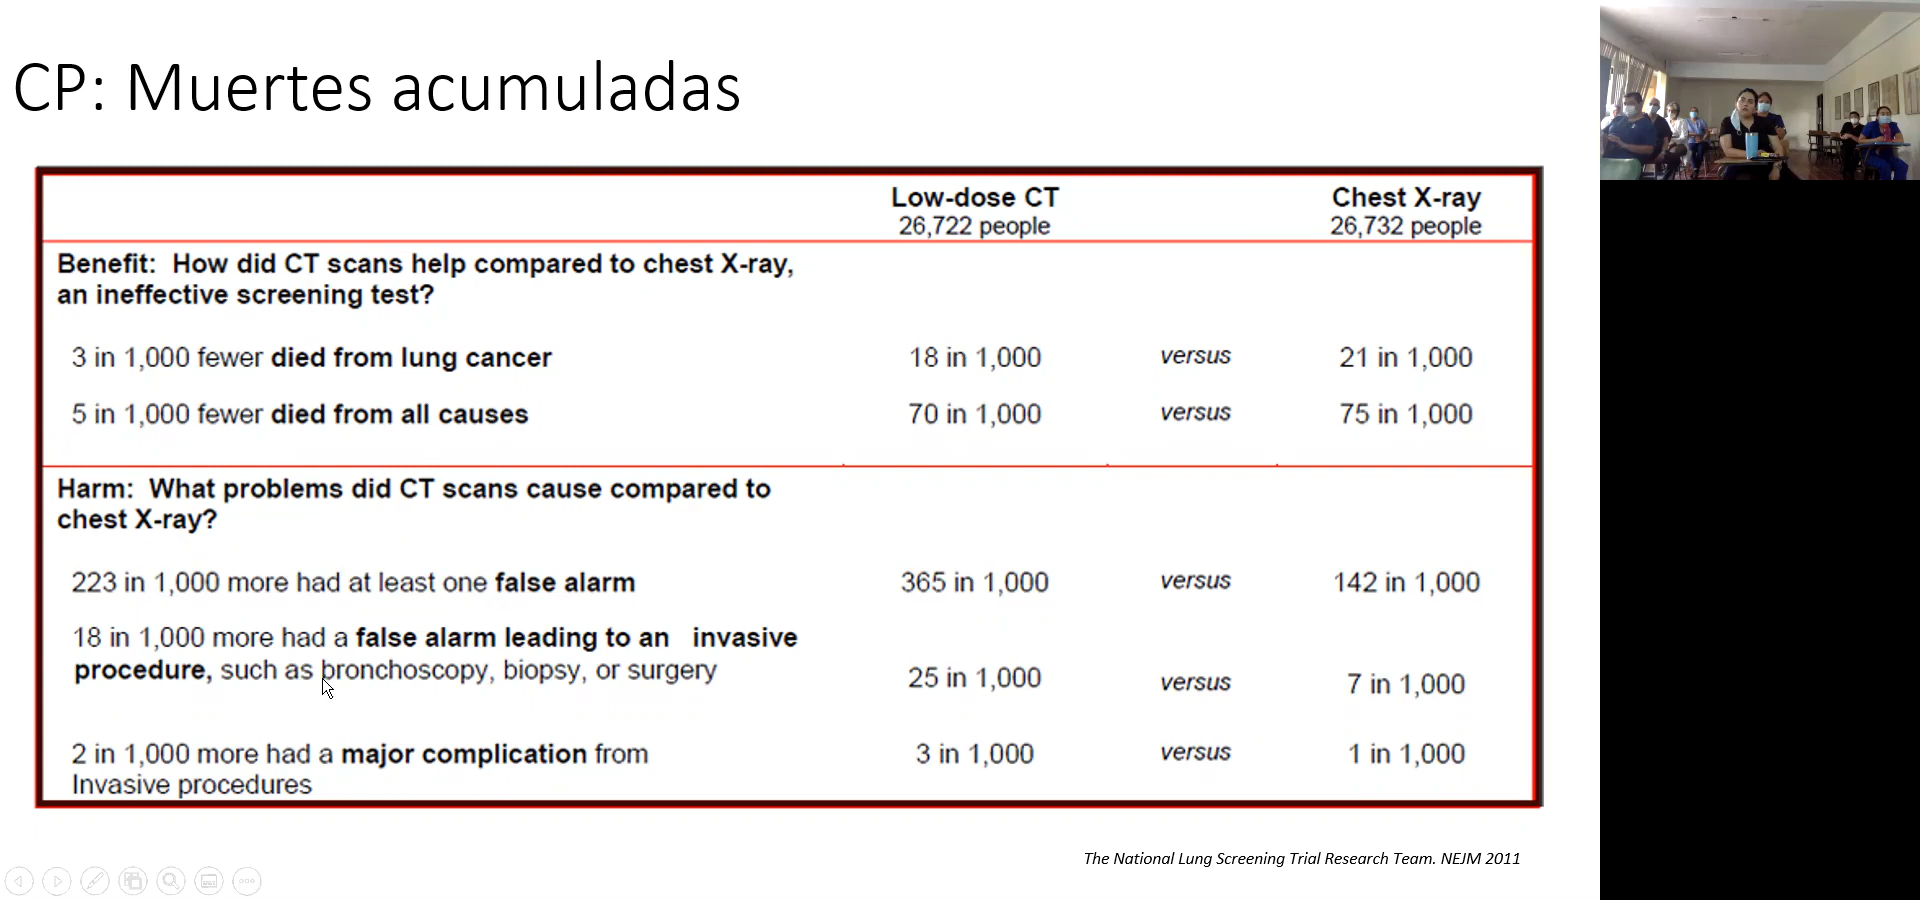 CP: Muertes acumuladas
Low-dose CT
Chest X-ray
26,722 people
26,732 people
Benefit: How did CT scans help compared to chest X-ray,
an ineffective screening test?
3 in 1,000 fewer died from lung cancer
18 in 1,000
versus
21 in 1,000
5 in 1,000 fewer died from all causes
70 in 1,000
versus
75 in 1,000
Harm: What problems did CT scans cause compared to
chest X-ray?
223 in 1,000 more had at least one false alarm
365 in 1,000
versus
142 in 1,000
18 in 1,000 more had a false alarm leading to an invasive
procedure, such as bronchoscopy, biopsy, or surgery
25 in 1,000
versus
7 in 1,000
2 in 1,000 more had a major complication from
Invasive procedures
3 in 1,000
versus
1 in 1,000
The National Lung Screening Trial Research Team. NEJM 2011